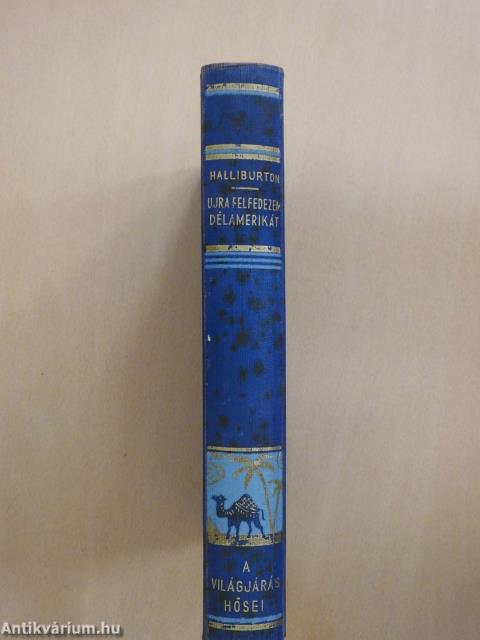 HALLIBURTON
UJRA FELFEDEZEM
DÉLAMERIKÁT
A
VILÁGJÁRÁS
HŐSEI
Antikvárium.hu